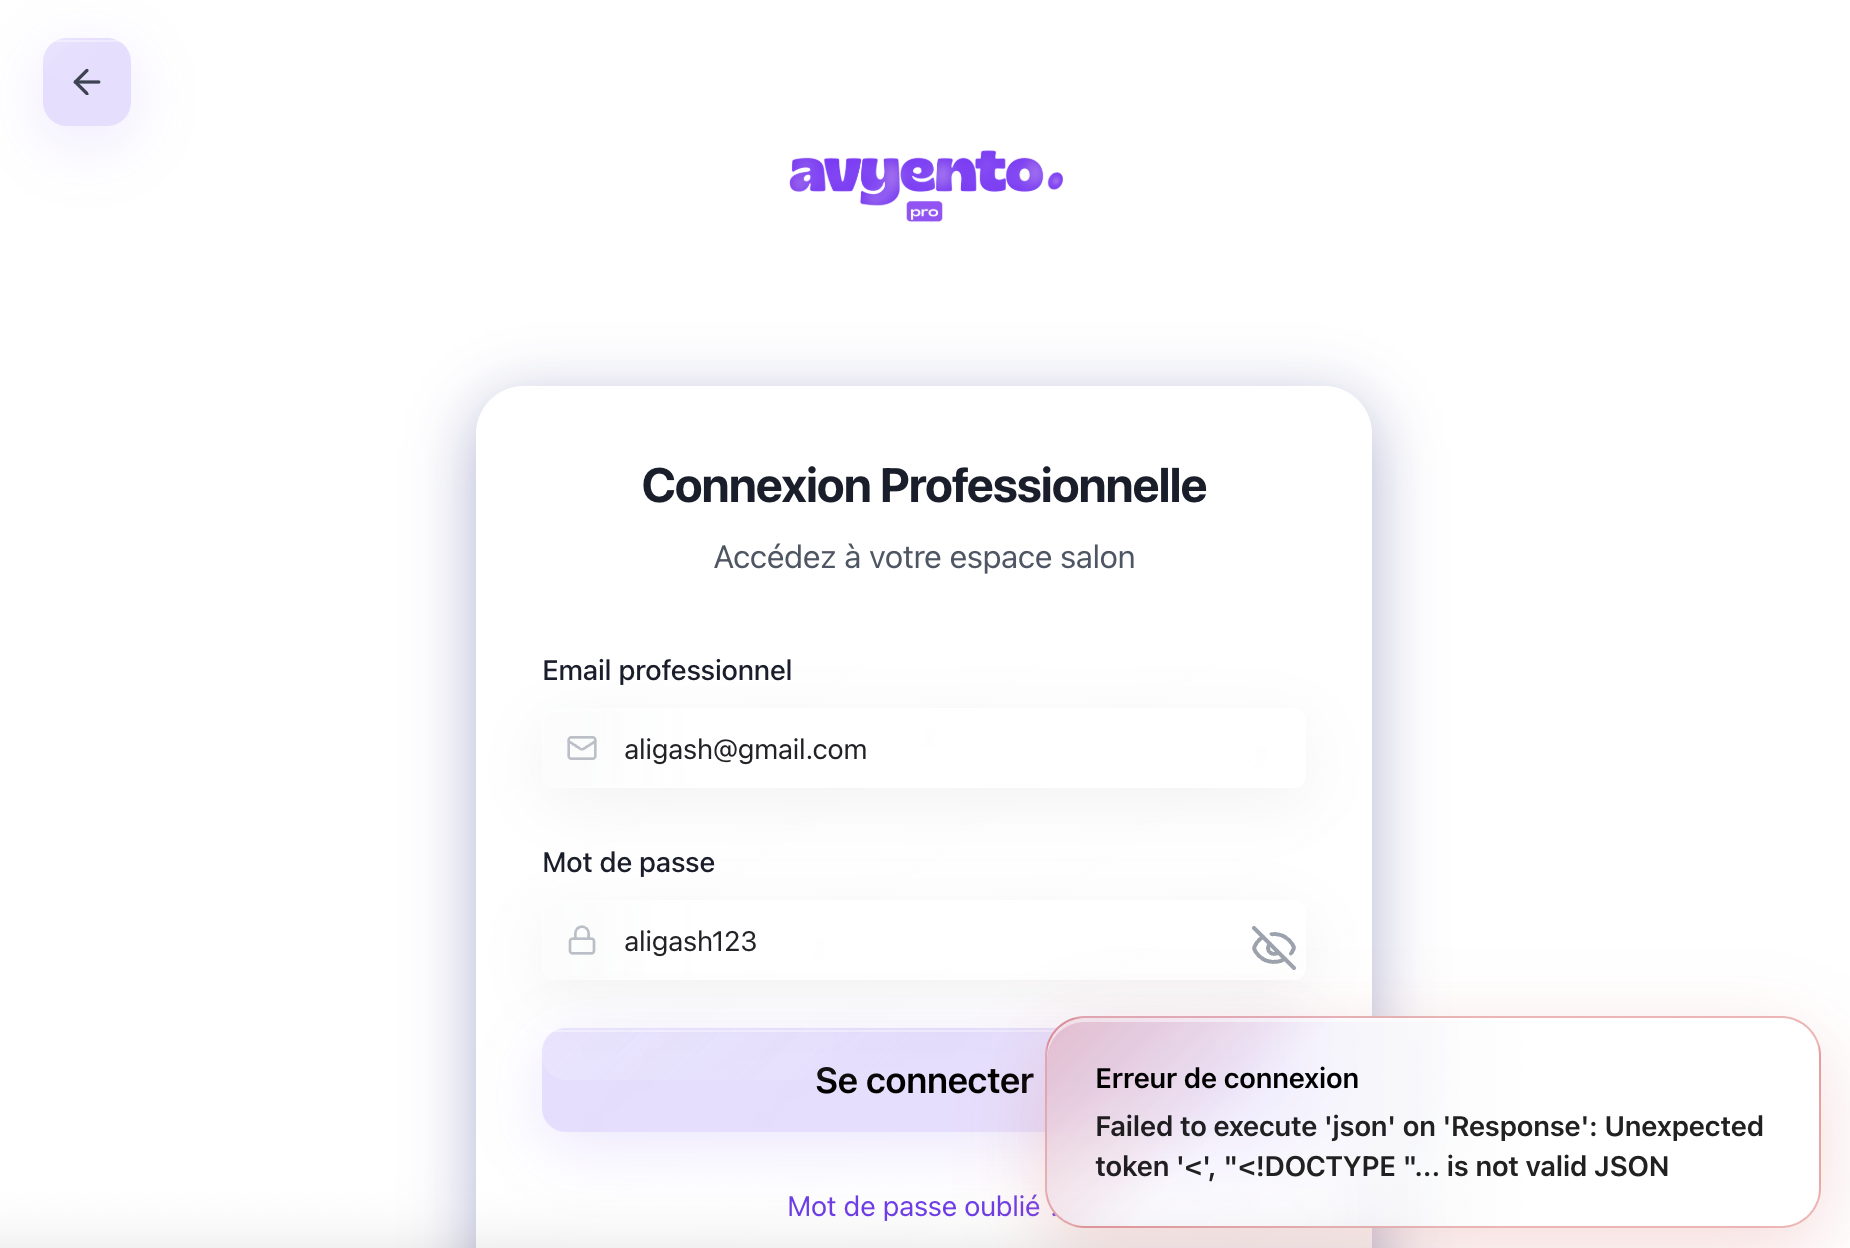 avyento.
pro
Connexion Professionnelle
Accédez à votre espace salon
Email professionnel
aligash@gmail.com
Mot de passe
aligash123
Se connecter
Erreur de connexion
Failed to execute 'json' on 'Response': Unexpected
token '<', "<!DOCTYPE "... is not valid JSON
Mot de passe oublié